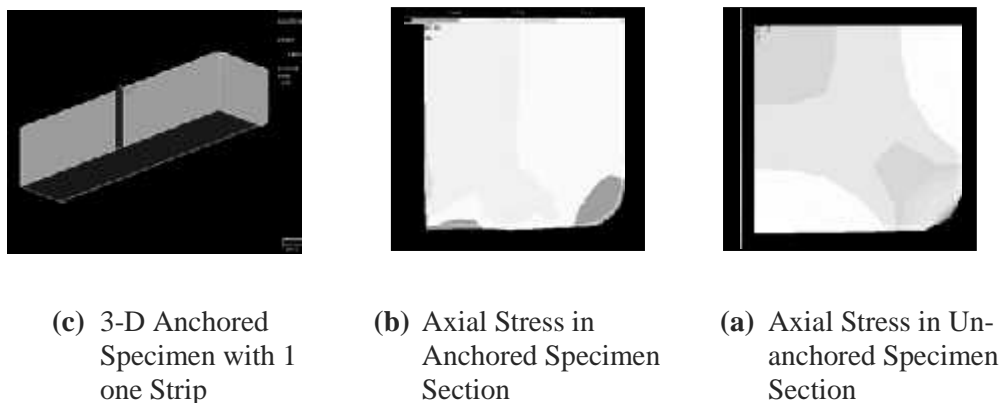 (c) 3-D Anchored
Specimen with 1
one Strip
(b) Axial Stress in
Anchored Specimen
Section
(a) Axial Stress in Un-
anchored Specimen
Section